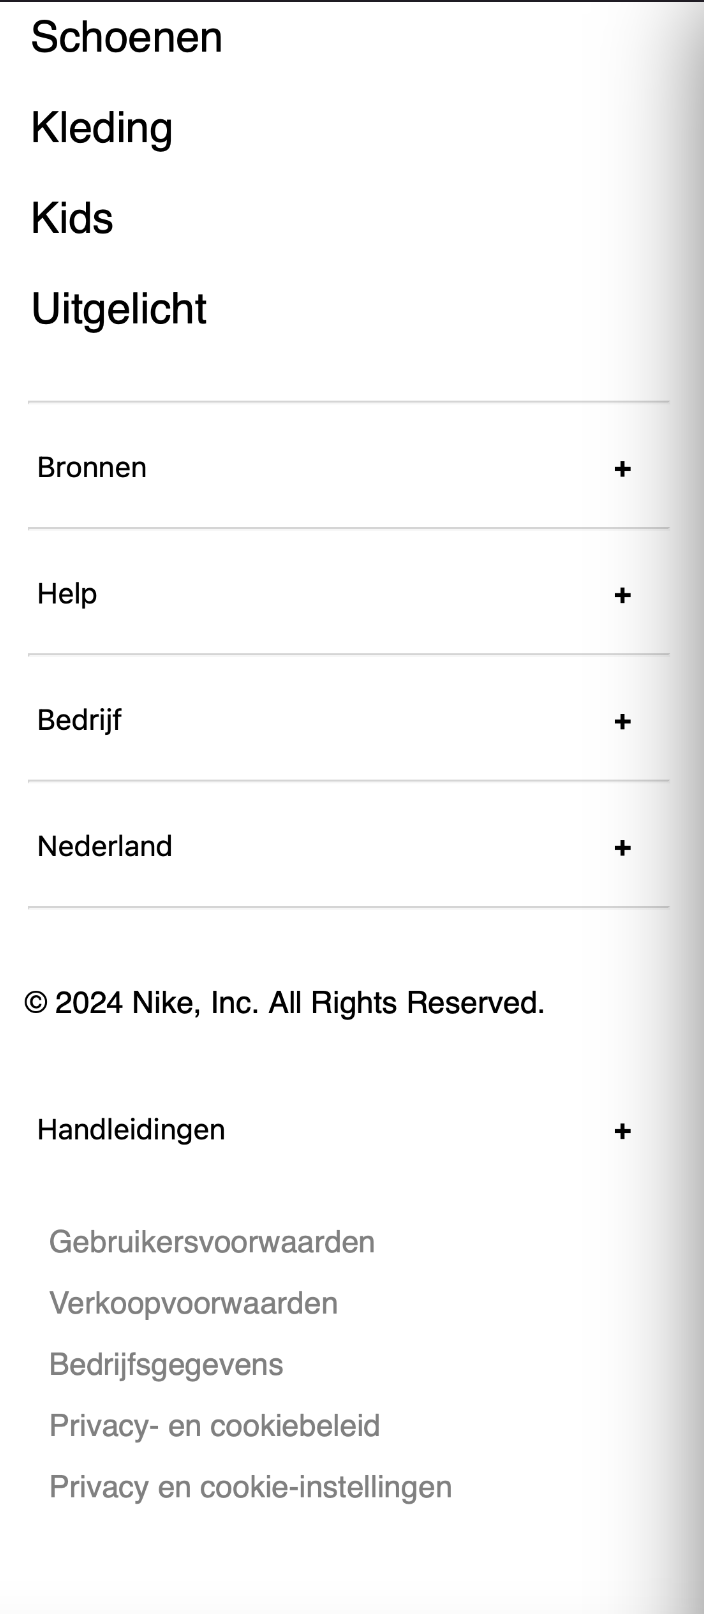 Schoenen
Kleding
Kids
Uitgelicht
Bronnen +
Help +
Bedrijf +
Nederland +
© 2024 Nike, Inc. All Rights Reserved.
Handleidingen +
Gebruikersvoorwaarden
Verkoopvoorwaarden
Bedrijfsgegevens
Privacy- en cookiebeleid
Privacy en cookie-instellingen